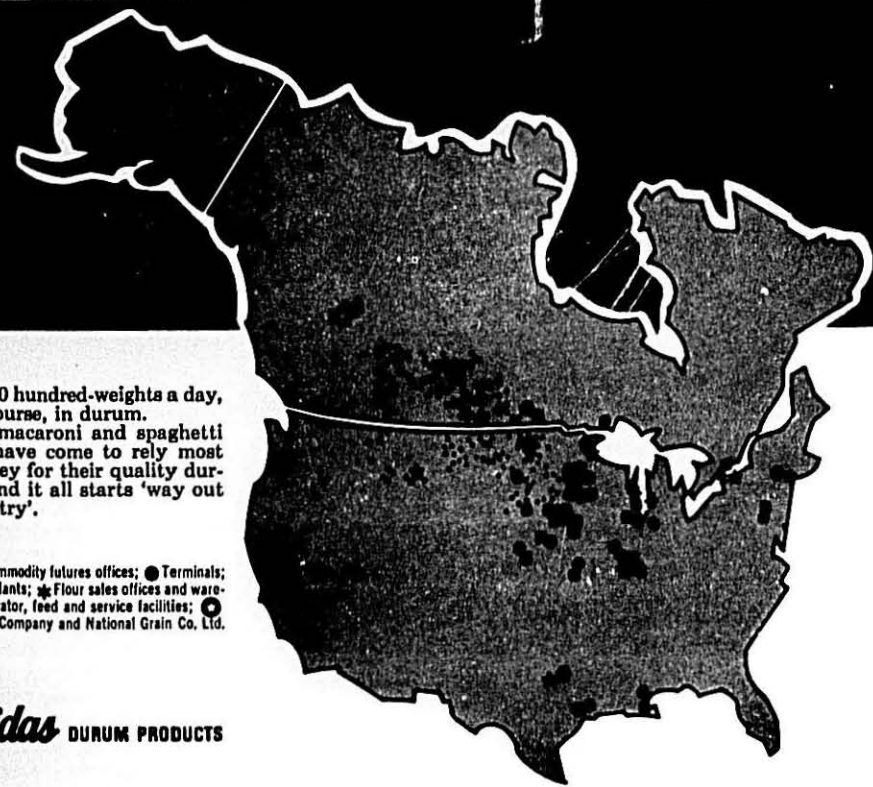 0 hundred-weights a day,
ourse, in durum.
macaroni and spaghetti
have come to rely most
ey for their quality dur-
nd it all starts 'way out
try'.
mmodity futures offices; ● Terminals;
lants; ✱ Flour sales offices and ware-
ator, feed and service facilities; ✪
Company and National Grain Co. Ltd.
idas DURUM PRODUCTS